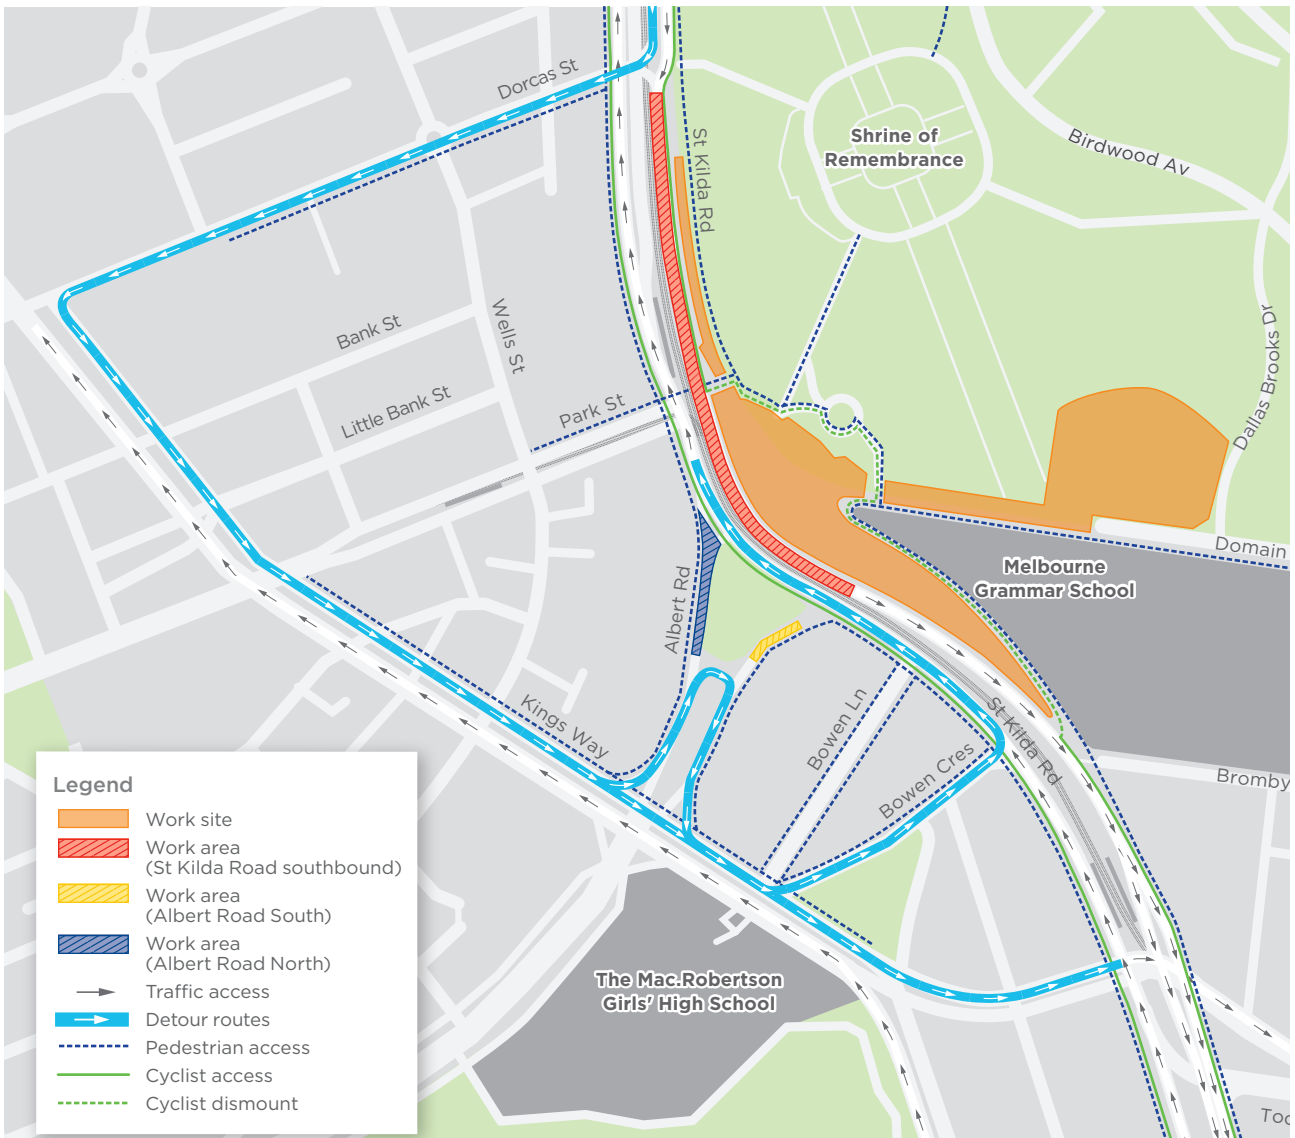 Dorcas St
St Kilda Rd
Shrine of
Remembrance
Birdwood Av
Bank St
Wells St
Little Bank St
Park St
Dallas Brooks Dr
Domain
Melbourne
Grammar School
Albert Rd
Kings Way
Bowen Ln
Bowen Cres
St Kilda Rd
Bromby
The Mac.Robertson
Girls' High School
Legend
Work site
Work area
(St Kilda Road southbound)
Work area
(Albert Road South)
Work area
(Albert Road North)
Traffic access
Detour routes
Pedestrian access
Cyclist access
Cyclist dismount